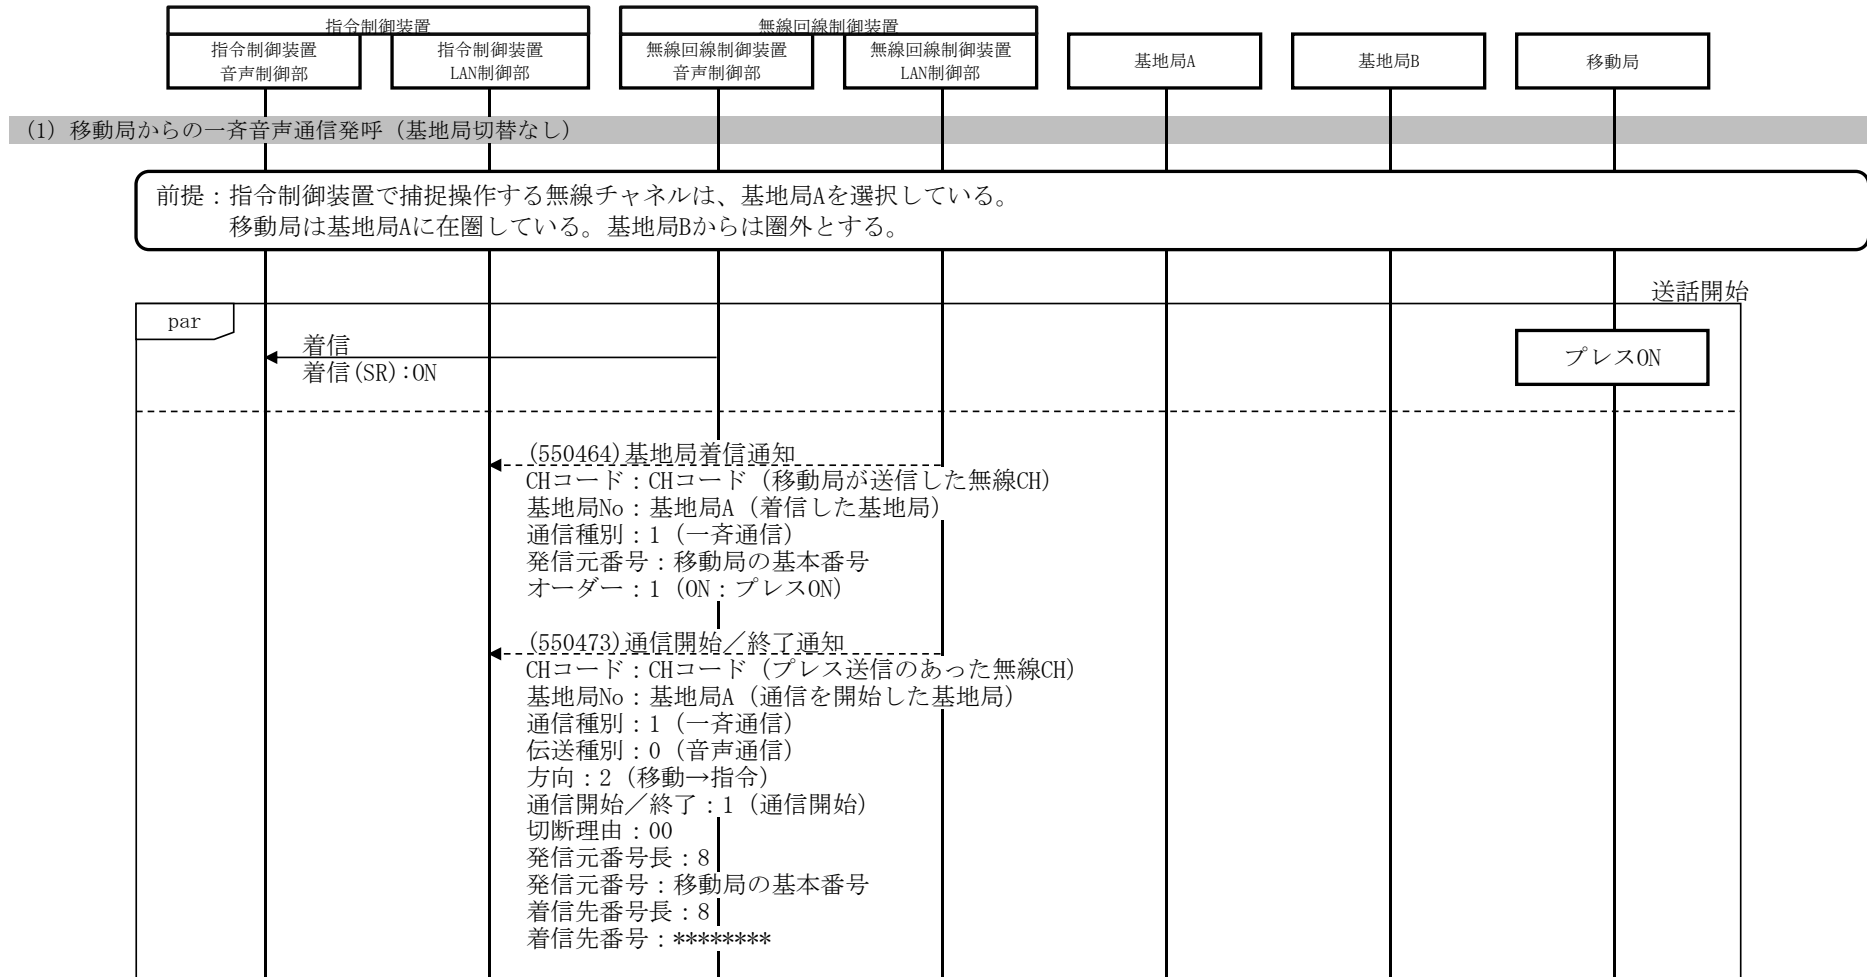 指令制御装置
無線回線制御装置
指令制御装置
音声制御部
指令制御装置
LAN制御部
無線回線制御装置
音声制御部
無線回線制御装置
LAN制御部
基地局A
基地局B
移動局
(1) 移動局からの一斉音声通信発呼（基地局切替なし）
前提：指令制御装置で捕捉操作する無線チャネルは、基地局Aを選択している。
移動局は基地局Aに在圏している。基地局Bからは圏外とする。
送話開始
par
プレスON
着信
着信(SR):ON
(550464)基地局着信通知
CHコード：CHコード（移動局が送信した無線CH）
基地局No：基地局A（着信した基地局）
通信種別：1（一斉通信）
発信元番号：移動局の基本番号
オーダー：1（ON：プレスON）
(550473)通信開始／終了通知
CHコード：CHコード（プレス送信のあった無線CH）
基地局No：基地局A（通信を開始した基地局）
通信種別：1（一斉通信）
伝送種別：0（音声通信）
方向：2（移動→指令）
通信開始／終了：1（通信開始）
切断理由：00
発信元番号長：8
発信元番号：移動局の基本番号
着信先番号長：8
着信先番号：********